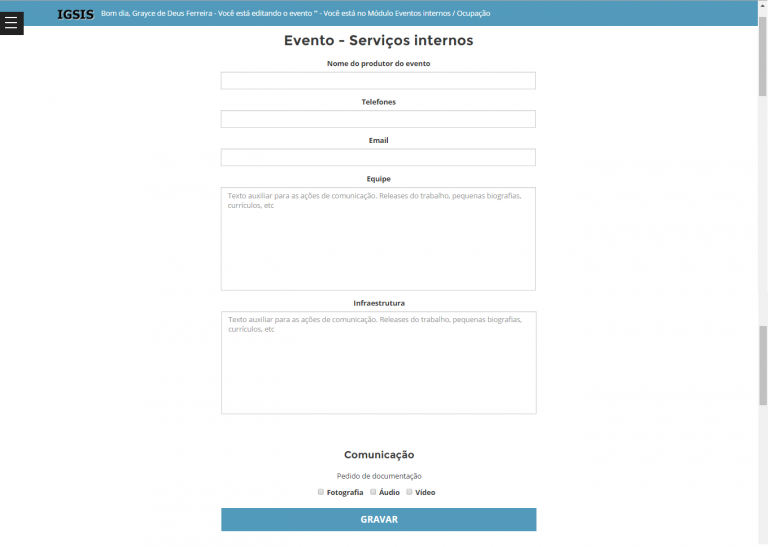 IGSIS Bom dia, Grayce de Deus Ferreira - Você está editando o evento '' - Você está no Módulo Eventos internos / Ocupação
Evento - Serviços internos
Nome do produtor do evento
Telefones
Email
Equipe
Texto auxiliar para as ações de comunicação. Releases do trabalho, pequenas biografias,
currículos, etc
Infraestrutura
Texto auxiliar para as ações de comunicação. Releases do trabalho, pequenas biografias,
currículos, etc
Comunicação
Pedido de documentação
Fotografia Áudio Vídeo
GRAVAR